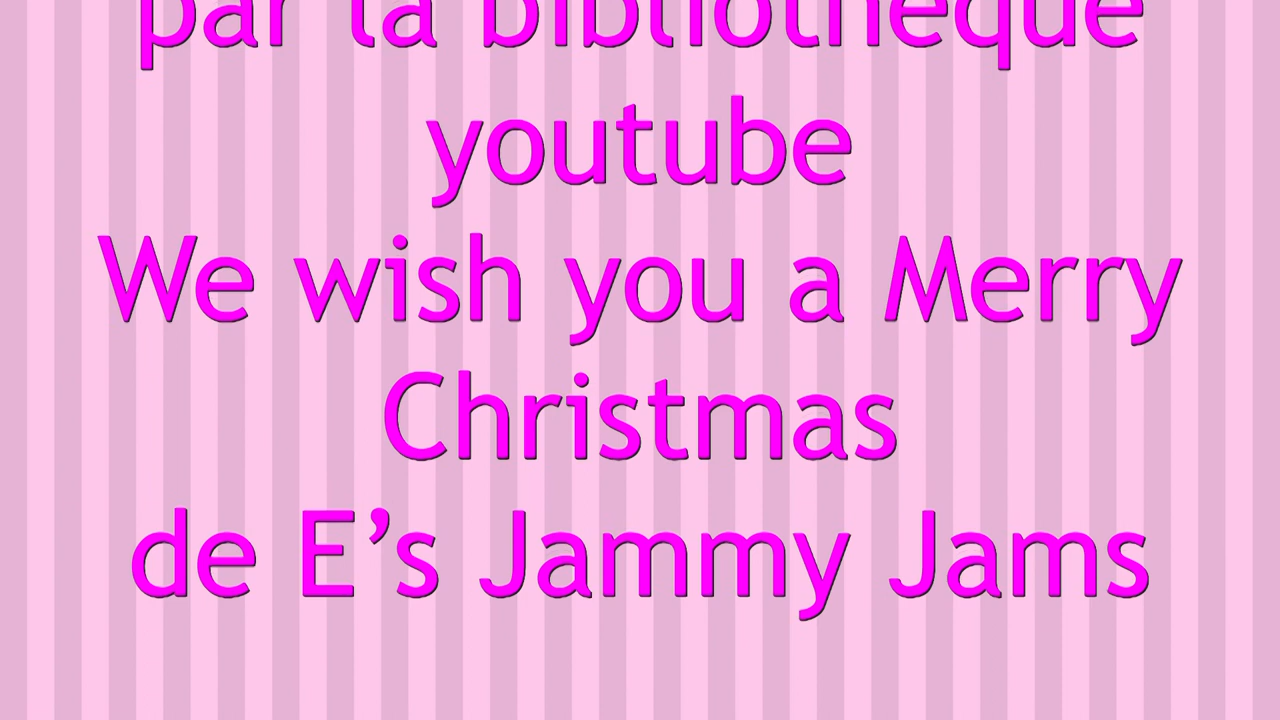 par la bibliothèque
youtube
We wish you a Merry
Christmas
de E’s Jammy Jams